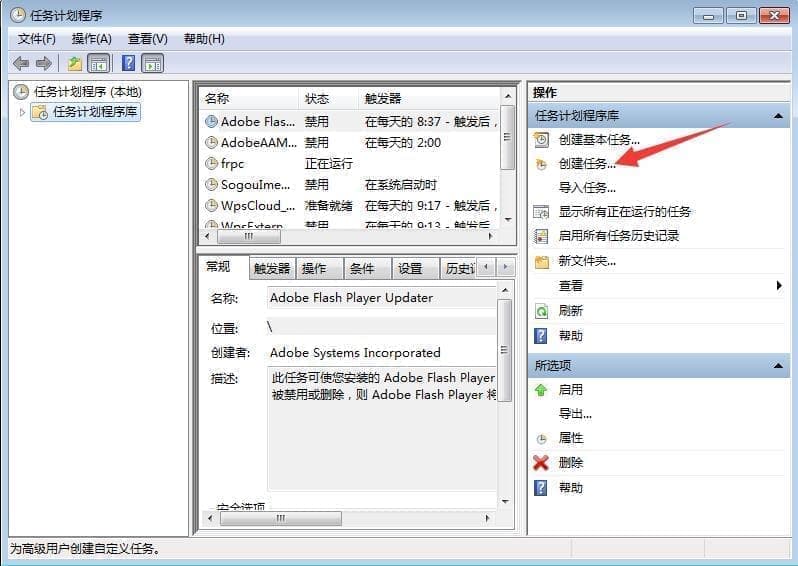 任务计划程序
文件(F) 操作(A) 查看(V) 帮助(H)
任务计划程序 (本地)
任务计划程序库
名称 状态 触发器
Adobe Flas... 禁用 在每天的 8:37 - 触发后，
AdobeAAM... 禁用 在每天的 2:00
frpc 正在运行
SogouIme... 禁用 在系统启动时
WpsCloud_... 准备就绪 在每天的 9:17 - 触发后，
WpsExtern 禁用 在每天的 9:13 - 触发后，
常规 触发器 操作 条件 设置 历史记
名称: Adobe Flash Player Updater
位置: \
创建者: Adobe Systems Incorporated
描述: 此任务可使您安装的 Adobe Flash Player
被禁用或删除，则 Adobe Flash Player 将
安全选项
操作
任务计划程序库
创建基本任务...
创建任务...
导入任务...
显示所有正在运行的任务
启用所有任务历史记录
新文件夹...
查看
刷新
帮助
所选项
启用
导出...
属性
删除
帮助
为高级用户创建自定义任务。